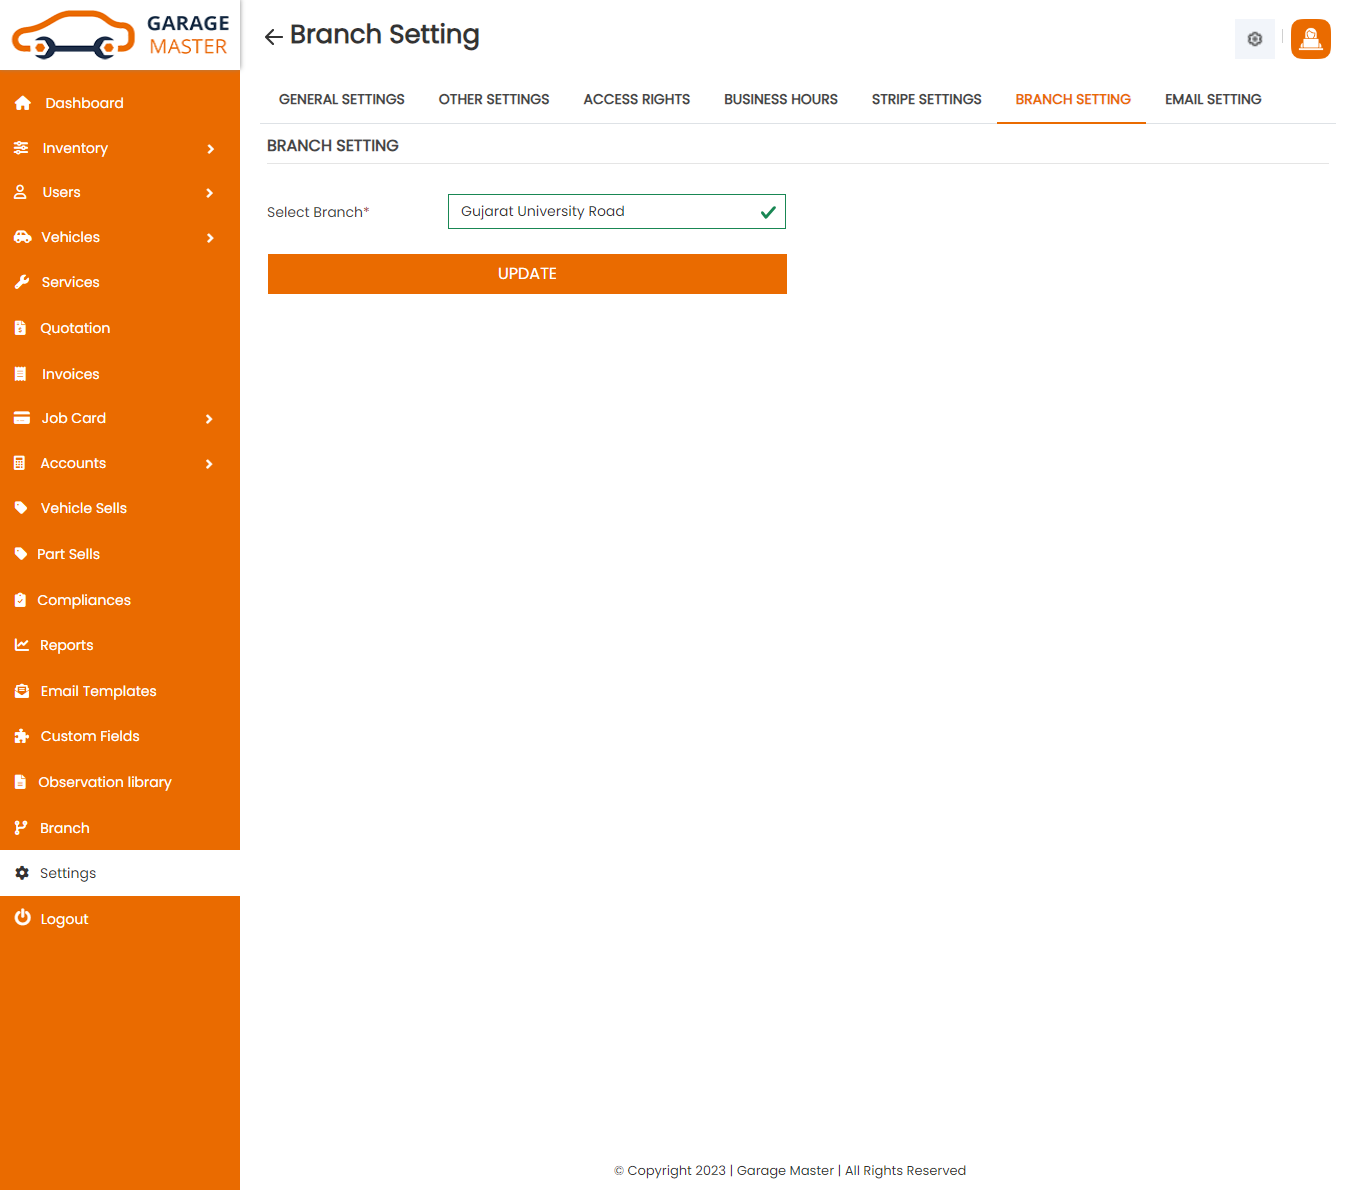 GARAGE
MASTER
Branch Setting
GENERAL SETTINGS OTHER SETTINGS ACCESS RIGHTS BUSINESS HOURS STRIPE SETTINGS BRANCH SETTING EMAIL SETTING
BRANCH SETTING
Select Branch* Gujarat University Road
UPDATE
Dashboard
Inventory
Users
Vehicles
Services
Quotation
Invoices
Job Card
Accounts
Vehicle Sells
Part Sells
Compliances
Reports
Email Templates
Custom Fields
Observation library
Branch
Settings
Logout
© Copyright 2023 | Garage Master | All Rights Reserved